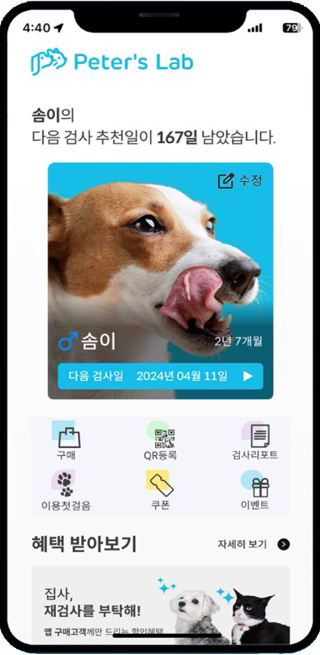 4:40
79
Peter's Lab
솜이의
다음 검사 추천일이 167일 남았습니다.
수정
솜이
2년 7개월
다음 검사일 2024년 04월 11일
구매
QR등록
검사리포트
이용첫걸음
쿠폰
이벤트
혜택 받아보기
자세히 보기
집사,
재검사를 부탁해!
앱 구매고객께만 드리는 할인혜택